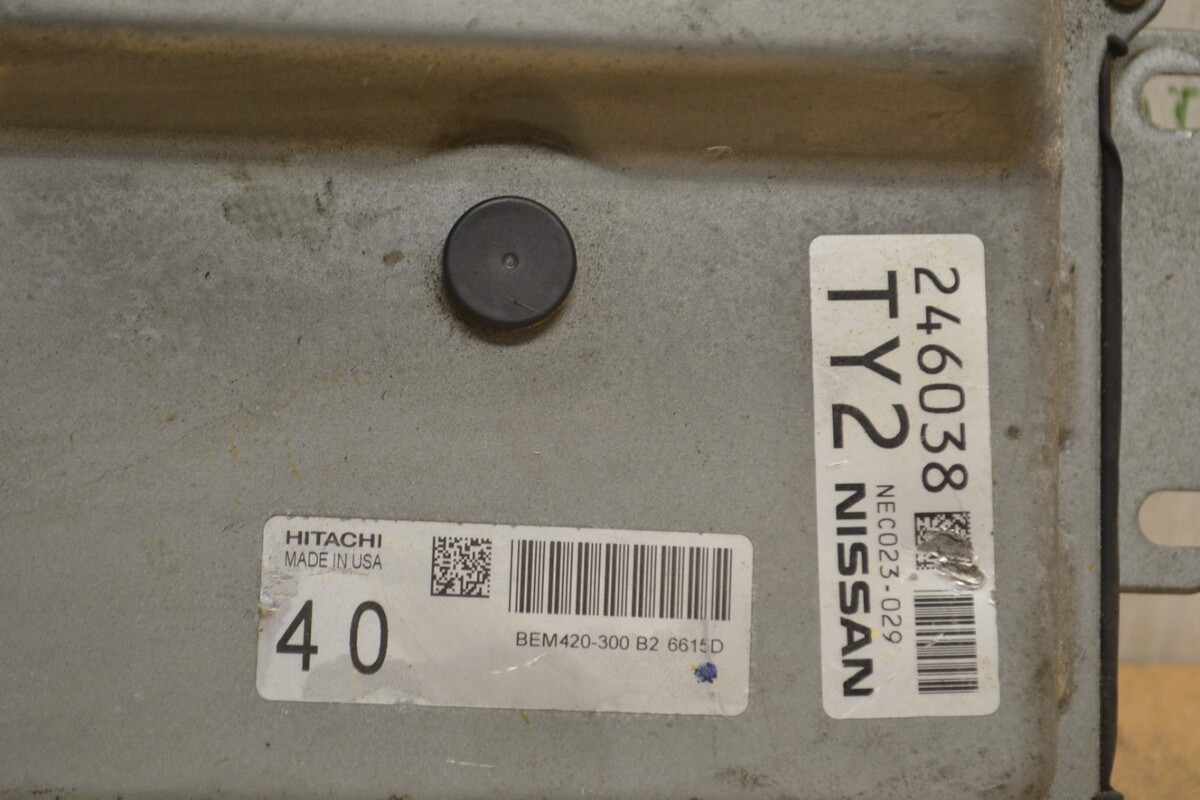 HITACHI
MADE IN USA
40
BEM420-300 B2 6615D
246038
TY2
NEC023-029
NISSAN